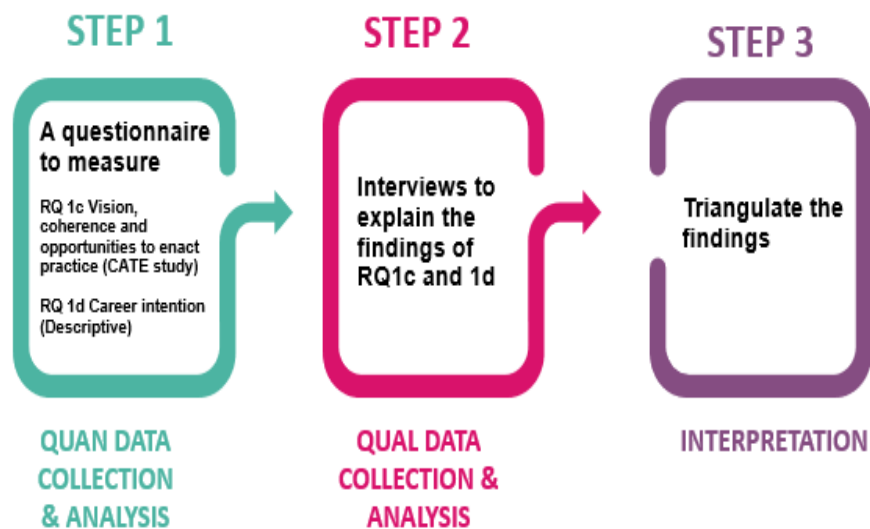 STEP 1
A questionnaire
to measure
RQ 1c Vision,
coherence and
opportunities to enact
practice (CATE study)
RQ 1d Career intention
(Descriptive)
QUAN DATA
COLLECTION
& ANALYSIS
STEP 2
Interviews to
explain the
findings of
RQ1c and 1d
QUAL DATA
COLLECTION &
ANALYSIS
STEP 3
Triangulate the
findings
INTERPRETATION